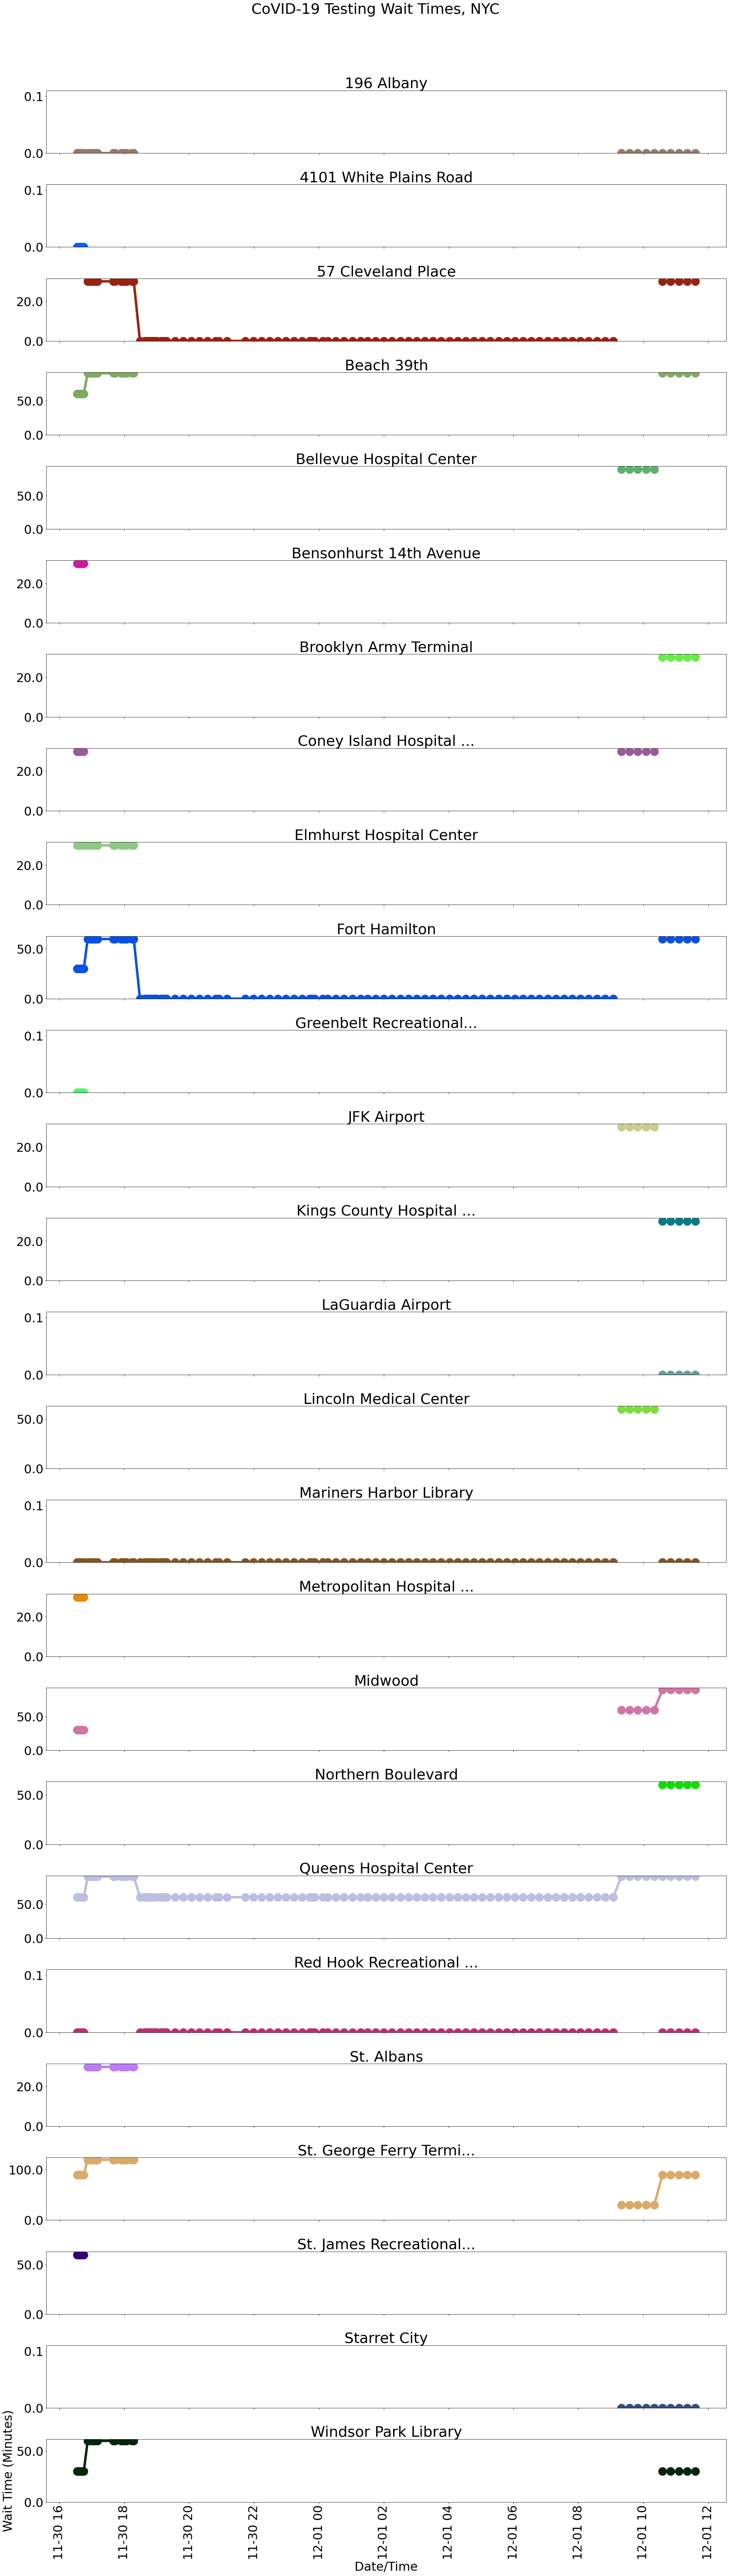 CoVID-19 Testing Wait Times, NYC
196 Albany
0.1
0.0
4101 White Plains Road
0.1
0.0
57 Cleveland Place
20.0
0.0
Beach 39th
50.0
0.0
Bellevue Hospital Center
50.0
0.0
Bensonhurst 14th Avenue
20.0
0.0
Brooklyn Army Terminal
20.0
0.0
Coney Island Hospital ...
20.0
0.0
Elmhurst Hospital Center
20.0
0.0
Fort Hamilton
50.0
0.0
Greenbelt Recreational...
0.1
0.0
JFK Airport
20.0
0.0
Kings County Hospital ...
20.0
0.0
LaGuardia Airport
0.1
0.0
Lincoln Medical Center
50.0
0.0
Mariners Harbor Library
0.1
0.0
Metropolitan Hospital ...
20.0
0.0
Midwood
50.0
0.0
Northern Boulevard
50.0
0.0
Queens Hospital Center
50.0
0.0
Red Hook Recreational ...
0.1
0.0
St. Albans
20.0
0.0
St. George Ferry Termi...
100.0
0.0
St. James Recreational...
50.0
0.0
Starret City
0.1
0.0
Windsor Park Library
50.0
0.0
Wait Time (Minutes)
11-30 16
11-30 18
11-30 20
11-30 22
12-01 00
12-01 02
12-01 04
12-01 06
12-01 08
12-01 10
12-01 12
Date/Time